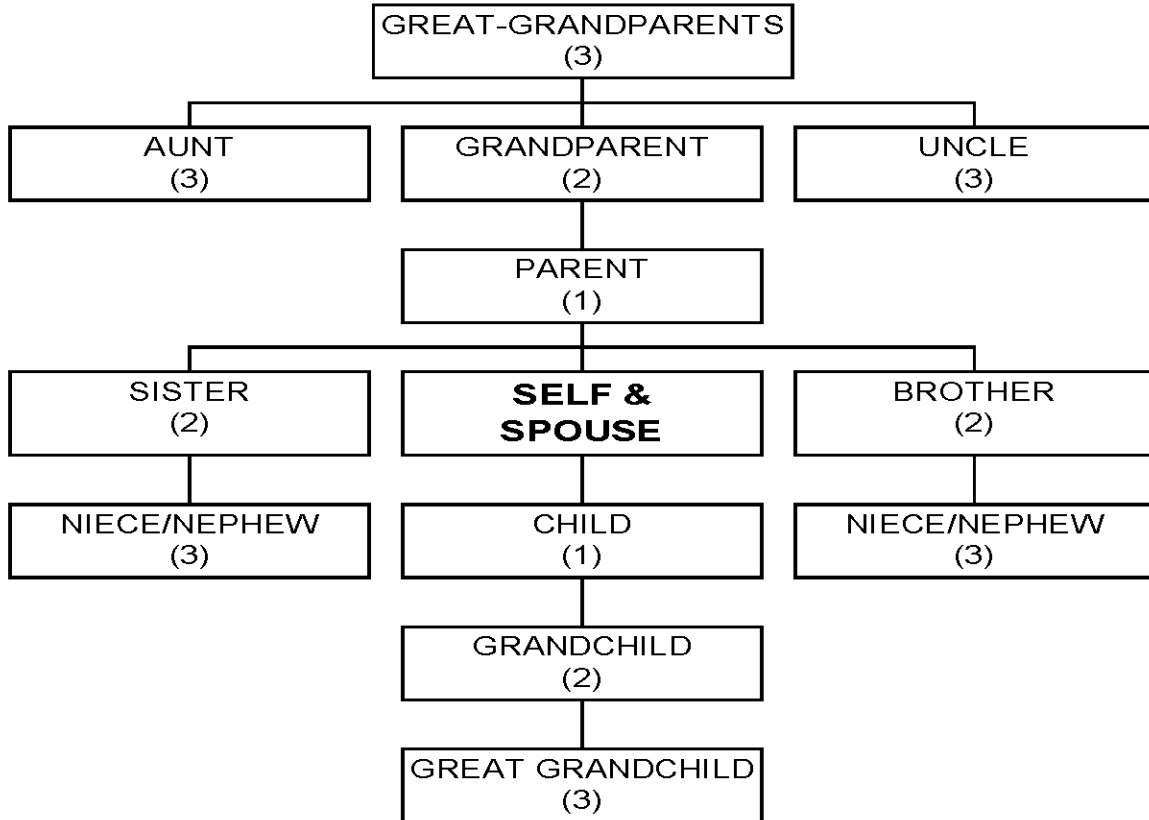 GREAT-GRANDPARENTS
(3)
AUNT
(3)
GRANDPARENT
(2)
UNCLE
(3)
PARENT
(1)
SISTER
(2)
SELF &
SPOUSE
BROTHER
(2)
NIECE/NEPHEW
(3)
CHILD
(1)
NIECE/NEPHEW
(3)
GRANDCHILD
(2)
GREAT GRANDCHILD
(3)